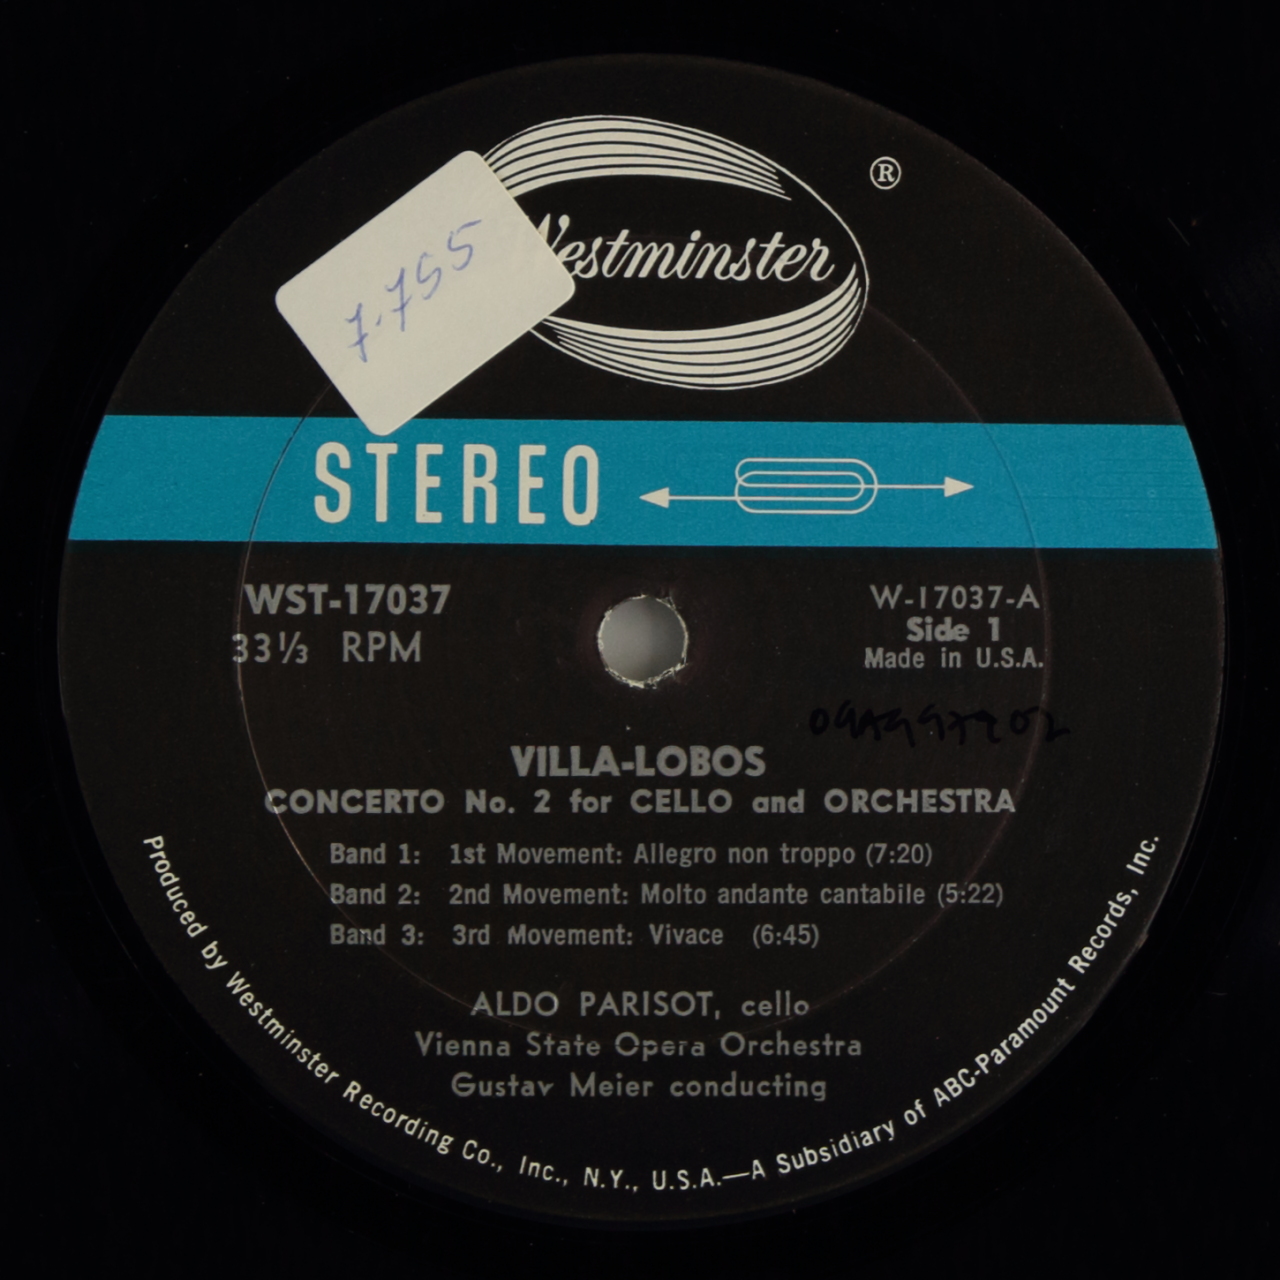 ®
Westminster
7.755
STEREO
WST-17037
33⅓ RPM
W-17037-A
Side 1
Made in U.S.A.
VILLA-LOBOS
CONCERTO No. 2 for CELLO and ORCHESTRA
Band 1: 1st Movement: Allegro non troppo (7:20)
Band 2: 2nd Movement: Molto andante cantabile (5:22)
Band 3: 3rd Movement: Vivace (6:45)
ALDO PARISOT, cello
Vienna State Opera Orchestra
Gustav Meier conducting
Produced by Westminster Recording Co., Inc., N.Y., U.S.A.—A Subsidiary of ABC-Paramount Records, Inc.